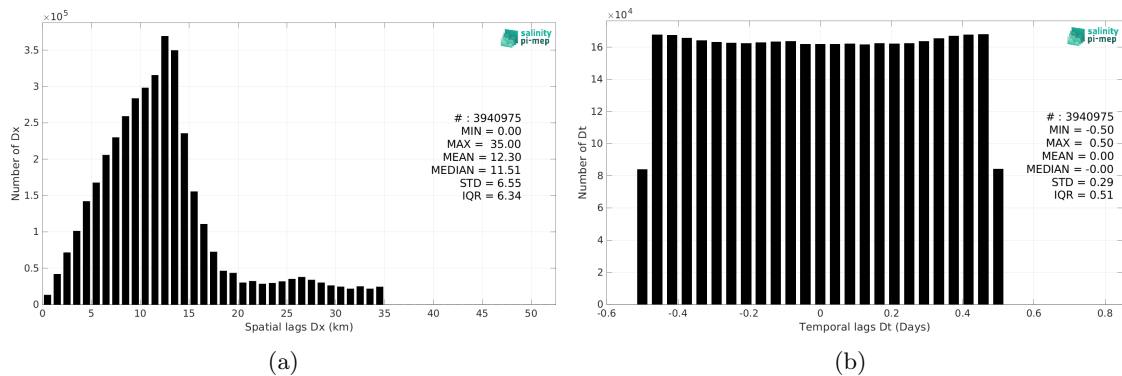 ×10⁵
3.5
3
2.5
2
1.5
1
0.5
0
0 5 10 15 20 25 30 35 40 45 50
Number of Dx
Spatial lags Dx (km)
salinity
pi-mep
# : 3940975
MIN = 0.00
MAX = 35.00
MEAN = 12.30
MEDIAN = 11.51
STD = 6.55
IQR = 6.34
(a)
×10⁴
16
14
12
10
8
6
4
2
0
-0.6 -0.4 -0.2 0 0.2 0.4 0.6 0.8
Number of Dt
Temporal lags Dt (Days)
salinity
pi-mep
# : 3940975
MIN = -0.50
MAX = 0.50
MEAN = 0.00
MEDIAN = -0.00
STD = 0.29
IQR = 0.51
(b)